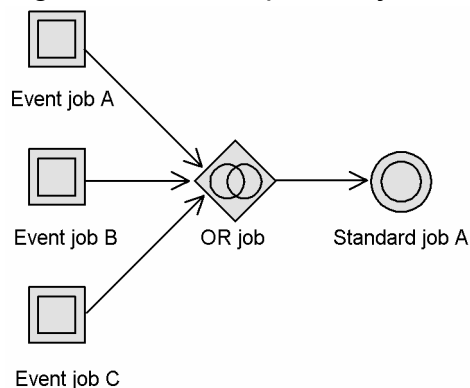 Event job A
Event job B
OR job
Standard job A
Event job C